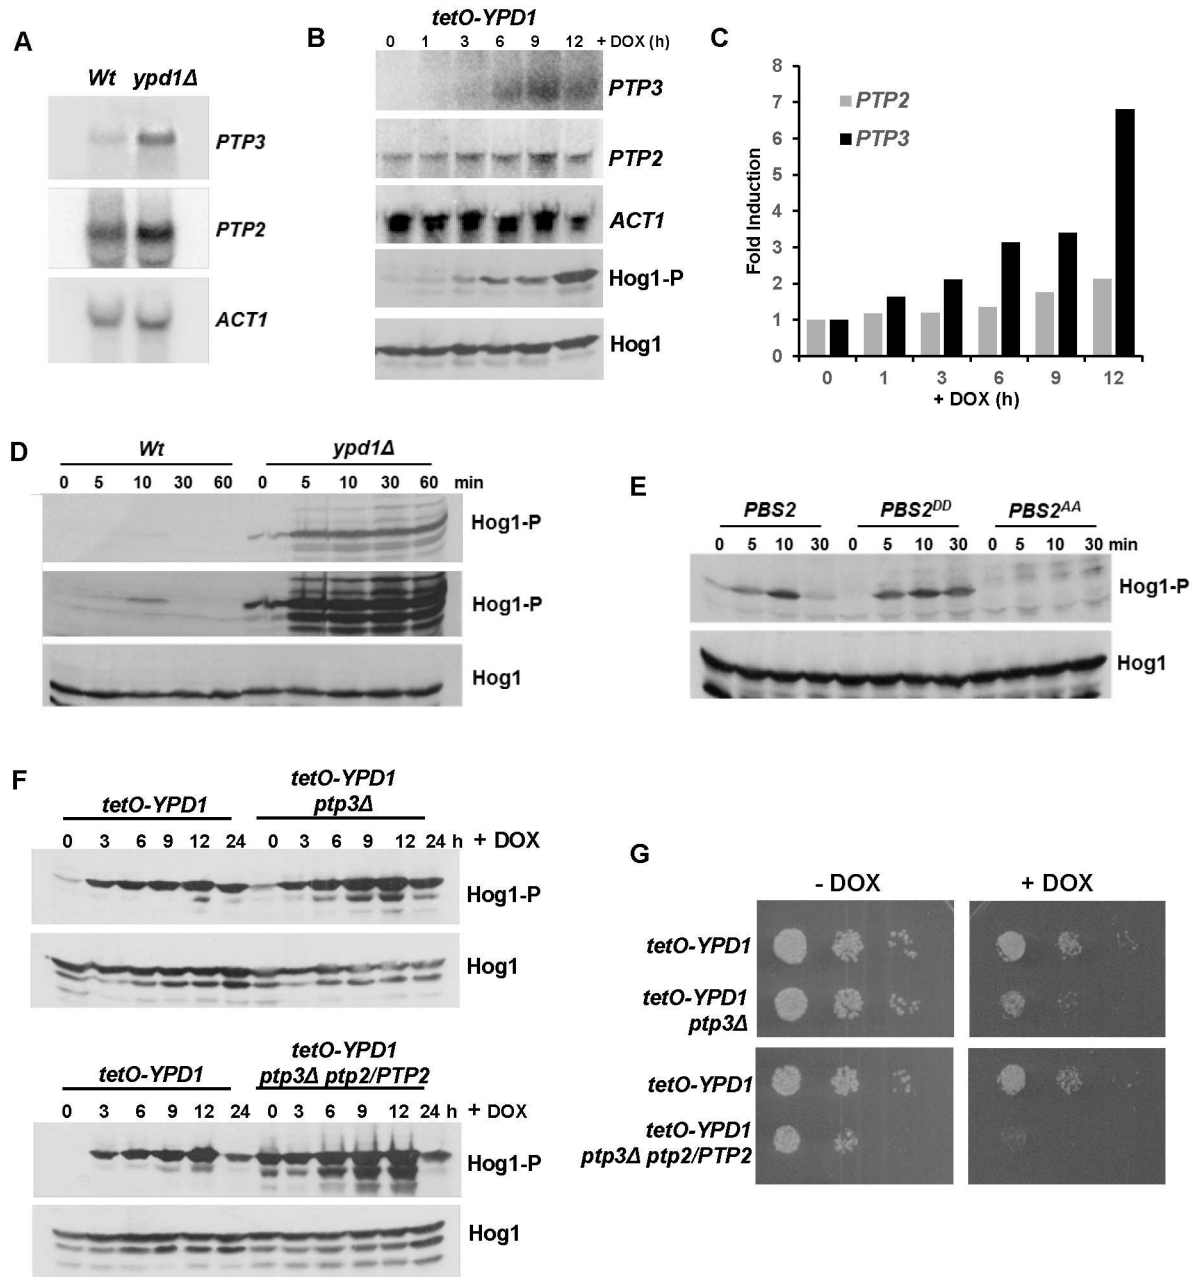 A
Wt ypd1Δ
PTP3
PTP2
ACT1
B
tetO-YPD1
0 1 3 6 9 12 + DOX (h)
PTP3
PTP2
ACT1
Hog1-P
Hog1
C
8
7
6
5
4
3
2
1
0
Fold Induction
PTP2
PTP3
0 1 3 6 9 12
+ DOX (h)
D
Wt ypd1Δ
0 5 10 30 60 0 5 10 30 60 min
Hog1-P
Hog1-P
Hog1
E
PBS2 PBS2DD PBS2AA
0 5 10 30 0 5 10 30 0 5 10 30 min
Hog1-P
Hog1
F
tetO-YPD1
tetO-YPD1
ptp3Δ
0 3 6 9 12 24 0 3 6 9 12 24 h + DOX
Hog1-P
Hog1
tetO-YPD1
tetO-YPD1
ptp3Δ ptp2/PTP2
0 3 6 9 12 24 0 3 6 9 12 24 h + DOX
Hog1-P
Hog1
G
- DOX + DOX
tetO-YPD1
tetO-YPD1
ptp3Δ
tetO-YPD1
tetO-YPD1
ptp3Δ ptp2/PTP2